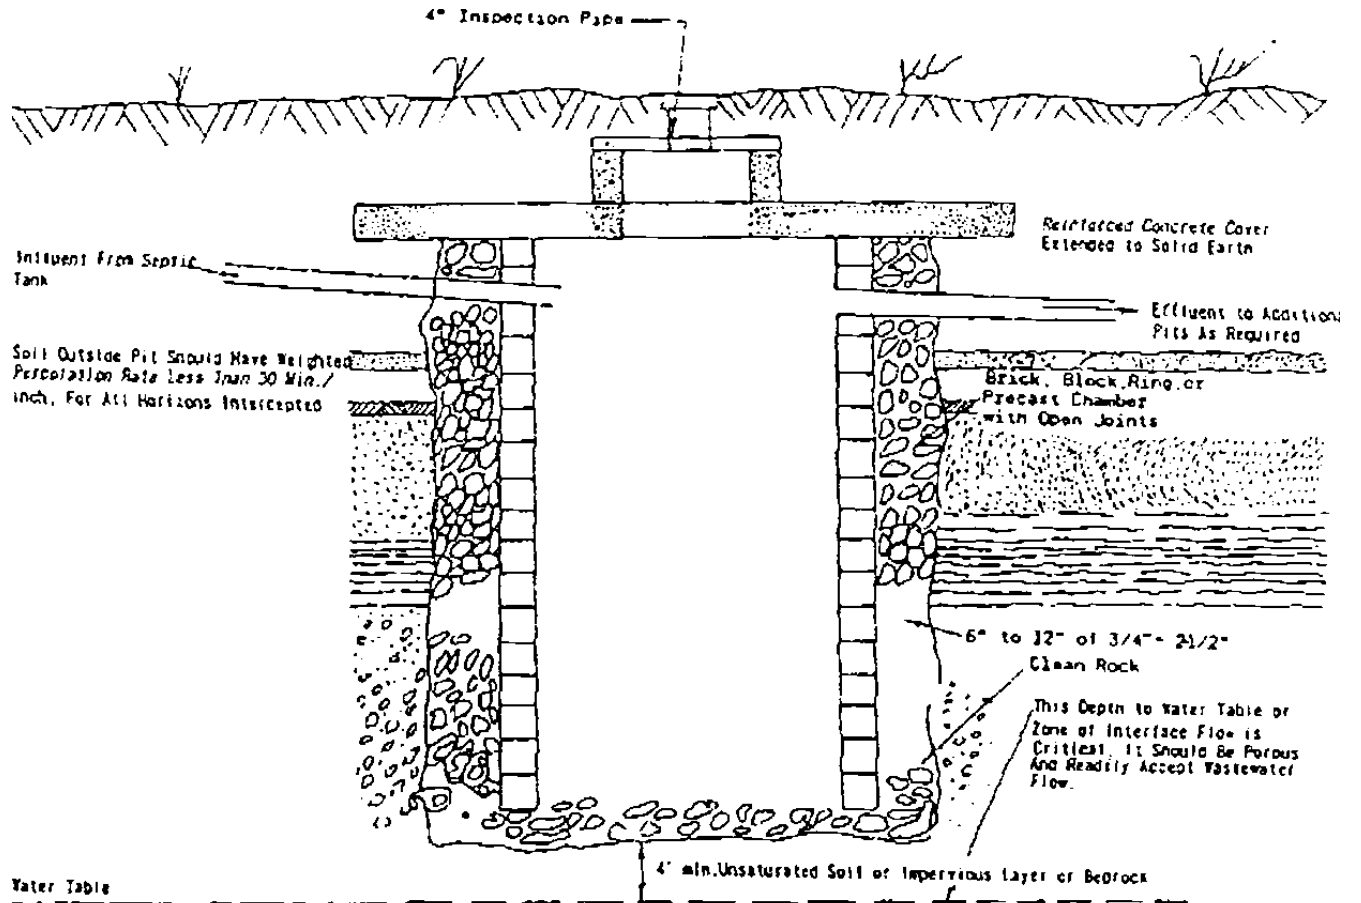 4" Inspection Pipe
Reinforced Concrete Cover
Extended to Solid Earth
Influent From Septic
Tank
Effluent to Additiona
Pits As Required
Soil Outside Pit Should Have Weighted
Percolation Rate Less Than 30 Min./
inch, For All Horizons Intercepted
Brick, Block, Ring, or
Precast Chamber
with Open Joints
6" to 12" of 3/4"- 2-1/2"
Clean Rock
This Depth to Water Table or
Zone of Interface Flow is
Critical. It Should Be Porous
And Readily Accept Wastewater
Flow.
4' min. Unsaturated Soil or Impervious Layer or Bedrock
Water Table